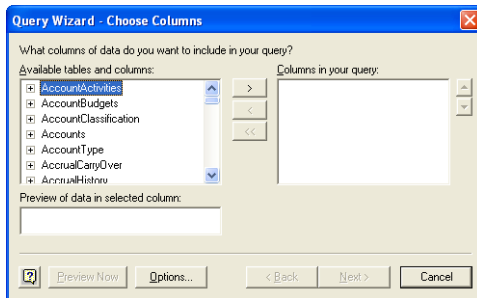 Query Wizard - Choose Columns
What columns of data do you want to include in your query?
Available tables and columns:
Columns in your query:
AccountActivities
AccountBudgets
AccountClassification
Accounts
AccountType
AccrualCarryOver
AccrualHistory
>
<
<<
Preview of data in selected column:
? Preview Now Options... < Back Next > Cancel